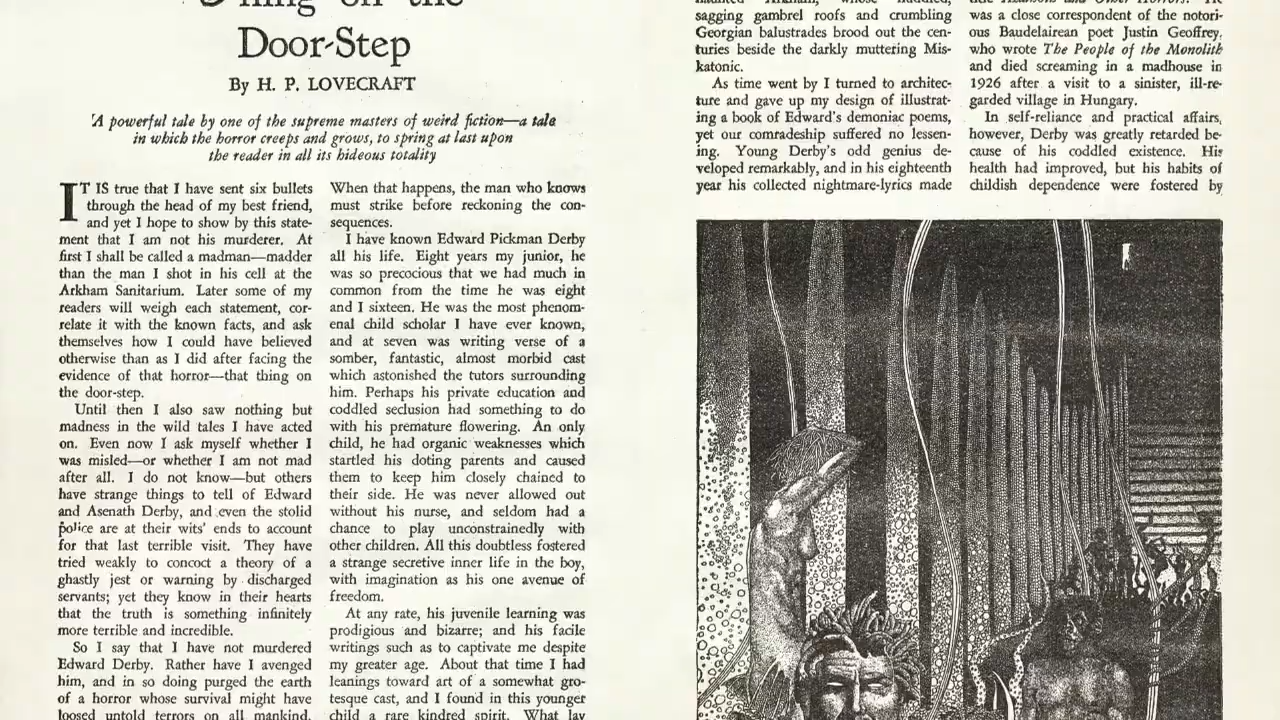 Thing on the
Door-Step
By H. P. LOVECRAFT
'A powerful tale by one of the supreme masters of weird fiction—a tale
in which the horror creeps and grows, to spring at last upon
the reader in all its hideous totality
IT IS true that I have sent six bullets
through the head of my best friend,
and yet I hope to show by this state-
ment that I am not his murderer. At
first I shall be called a madman—madder
than the man I shot in his cell at the
Arkham Sanitarium. Later some of my
readers will weigh each statement, cor-
relate it with the known facts, and ask
themselves how I could have believed
otherwise than as I did after facing the
evidence of that horror—that thing on
the door-step.
Until then I also saw nothing but
madness in the wild tales I have acted
on. Even now I ask myself whether I
was misled—or whether I am not mad
after all. I do not know—but others
have strange things to tell of Edward
and Asenath Derby, and even the stolid
police are at their wits' ends to account
for that last terrible visit. They have
tried weakly to concoct a theory of a
ghastly jest or warning by discharged
servants; yet they know in their hearts
that the truth is something infinitely
more terrible and incredible.
So I say that I have not murdered
Edward Derby. Rather have I avenged
him, and in so doing purged the earth
of a horror whose survival might have
loosed untold terrors on all mankind.
When that happens, the man who knows
must strike before reckoning the con-
sequences.
I have known Edward Pickman Derby
all his life. Eight years my junior, he
was so precocious that we had much in
common from the time he was eight
and I sixteen. He was the most phenom-
enal child scholar I have ever known,
and at seven was writing verse of a
somber, fantastic, almost morbid cast
which astonished the tutors surrounding
him. Perhaps his private education and
coddled seclusion had something to do
with his premature flowering. An only
child, he had organic weaknesses which
startled his doting parents and caused
them to keep him closely chained to
their side. He was never allowed out
without his nurse, and seldom had a
chance to play unconstrainedly with
other children. All this doubtless fostered
a strange secretive inner life in the boy,
with imagination as his one avenue of
freedom.
At any rate, his juvenile learning was
prodigious and bizarre; and his facile
writings such as to captivate me despite
my greater age. About that time I had
leanings toward art of a somewhat gro-
tesque cast, and I found in this younger
child a rare kindred spirit. What lay
haunted Arkham, whose huddled,
sagging gambrel roofs and crumbling
Georgian balustrades brood out the cen-
turies beside the darkly muttering Mis-
katonic.
As time went by I turned to architec-
ture and gave up my design of illustrat-
ing a book of Edward's demoniac poems,
yet our comradeship suffered no lessen-
ing. Young Derby's odd genius de-
veloped remarkably, and in his eighteenth
year his collected nightmare-lyrics made
title Azathoth and Other Horrors. He
was a close correspondent of the notori-
ous Baudelairean poet Justin Geoffrey,
who wrote The People of the Monolith
and died screaming in a madhouse in
1926 after a visit to a sinister, ill-re-
garded village in Hungary.
In self-reliance and practical affairs,
however, Derby was greatly retarded be-
cause of his coddled existence. His
health had improved, but his habits of
childish dependence were fostered by